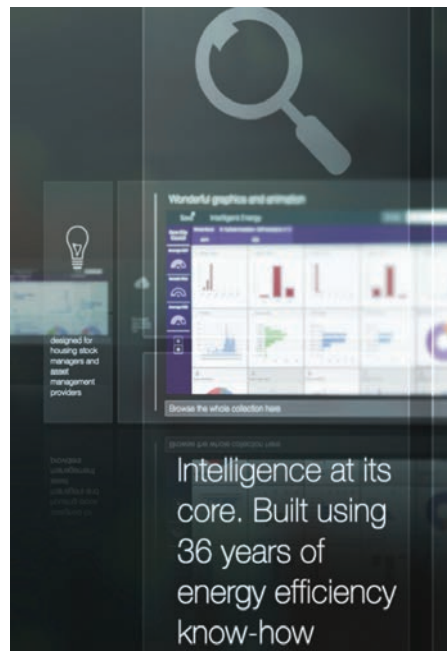 Wonderful graphics and animation
Intelligent Energy
designed for
housing stock
managers and
asset
management
providers
Browse the whole collection here
Intelligence at its
core. Built using
36 years of
energy efficiency
know-how